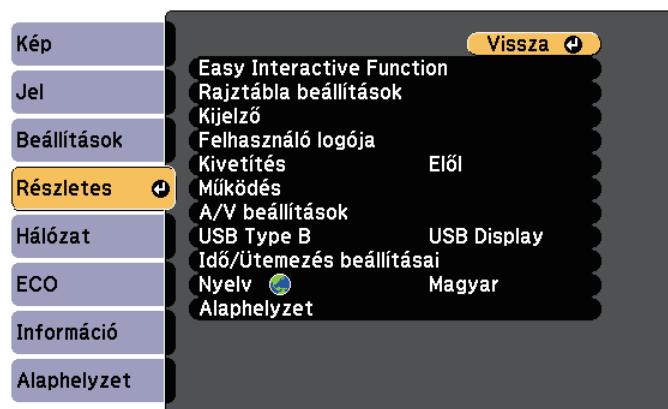 Kép
Jel
Beállítások
Részletes
Hálózat
ECO
Információ
Alaphelyzet
Vissza
Easy Interactive Function
Rajztábla beállítások
Kijelző
Felhasználó logója
Kivetítés Elől
Működés
A/V beállítások
USB Type B USB Display
Idő/Ütemezés beállításai
Nyelv Magyar
Alaphelyzet